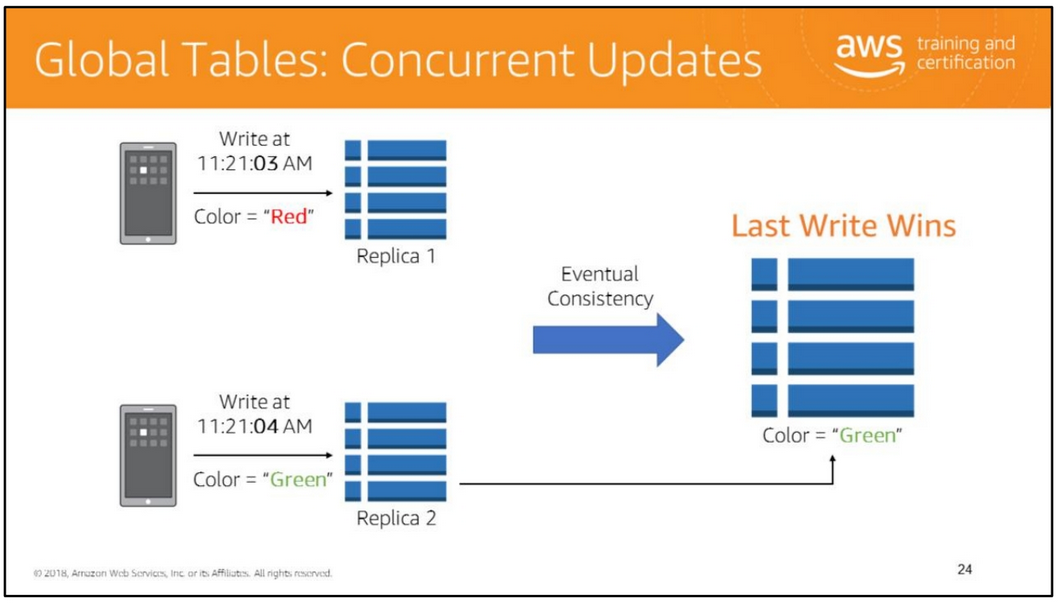 Global Tables: Concurrent Updates
aws training and
certification
Write at
11:21:03 AM
Color = “Red”
Replica 1
Eventual
Consistency
Last Write Wins
Color = “Green”
Write at
11:21:04 AM
Color = “Green”
Replica 2
© 2018, Amazon Web Services, Inc. or its Affiliates. All rights reserved.
24